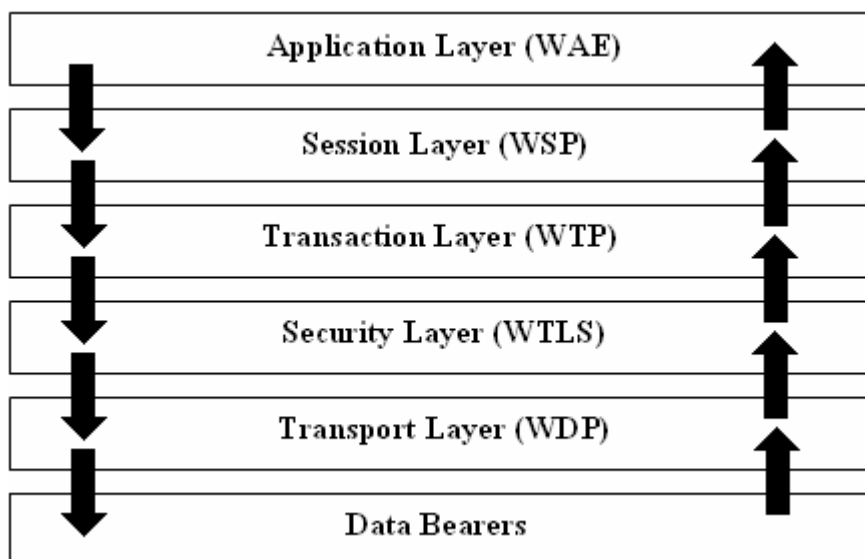 Application Layer (WAE)
Session Layer (WSP)
Transaction Layer (WTP)
Security Layer (WTLS)
Transport Layer (WDP)
Data Bearers